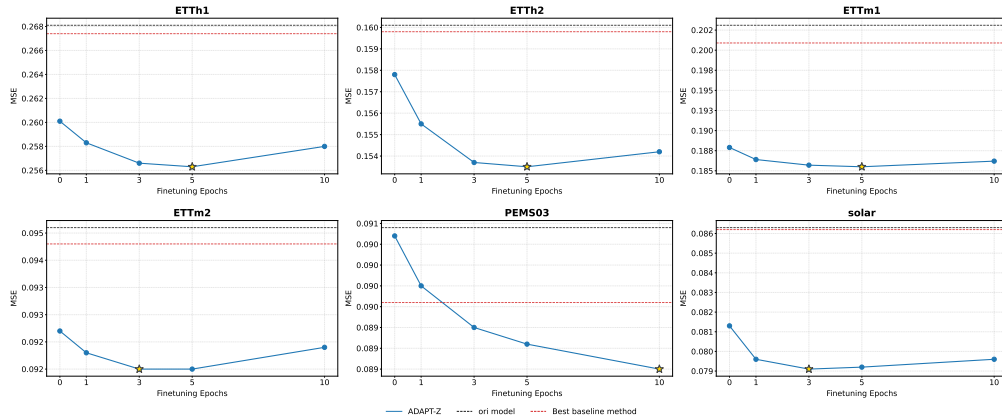 ETTh1
0.268
0.266
0.264
0.262
0.260
0.258
0.256
MSE
0 1 3 5 10
Finetuning Epochs
ETTh2
0.160
0.158
0.157
0.156
0.155
0.154
MSE
0 1 3 5 10
Finetuning Epochs
ETTm1
0.202
0.200
0.198
0.195
0.193
0.190
0.188
0.185
MSE
0 1 3 5 10
Finetuning Epochs
ETTm2
0.095
0.094
0.093
0.093
0.092
0.092
MSE
0 1 3 5 10
Finetuning Epochs
PEMS03
0.091
0.090
0.090
0.090
0.089
0.089
0.089
MSE
0 1 3 5 10
Finetuning Epochs
solar
0.086
0.085
0.084
0.083
0.082
0.081
0.080
0.079
MSE
0 1 3 5 10
Finetuning Epochs
ADAPT-Z ori model Best baseline method